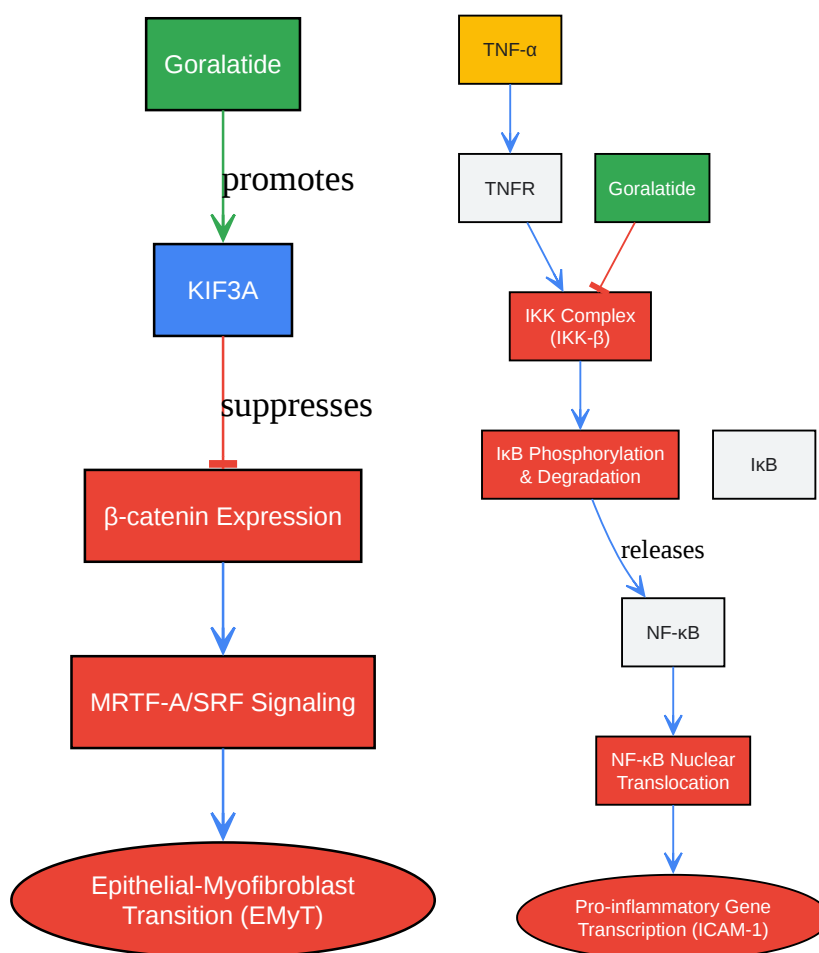 Goralatide
promotes
KIF3A
suppresses
β-catenin Expression
MRTF-A/SRF Signaling
Epithelial-Myofibroblast
Transition (EMyT)
TNF-α
TNFR
Goralatide
IKK Complex
(IKK-β)
IκB Phosphorylation
& Degradation
IκB
releases
NF-κB
NF-κB Nuclear
Translocation
Pro-inflammatory Gene
Transcription (ICAM-1)